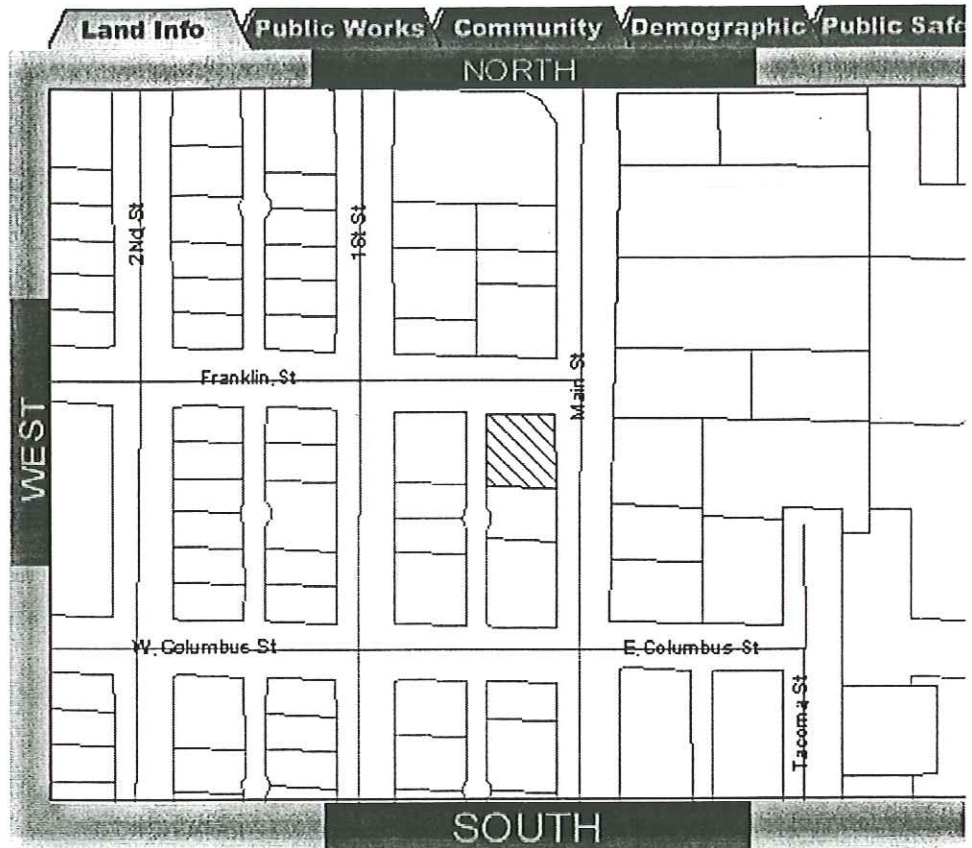 Land Info Public Works Community Demographic Public Safe
NORTH
2Nd St
1St St
Franklin St
Main St
WEST
W. Columbus St
E. Columbus St
Tacoma St
SOUTH